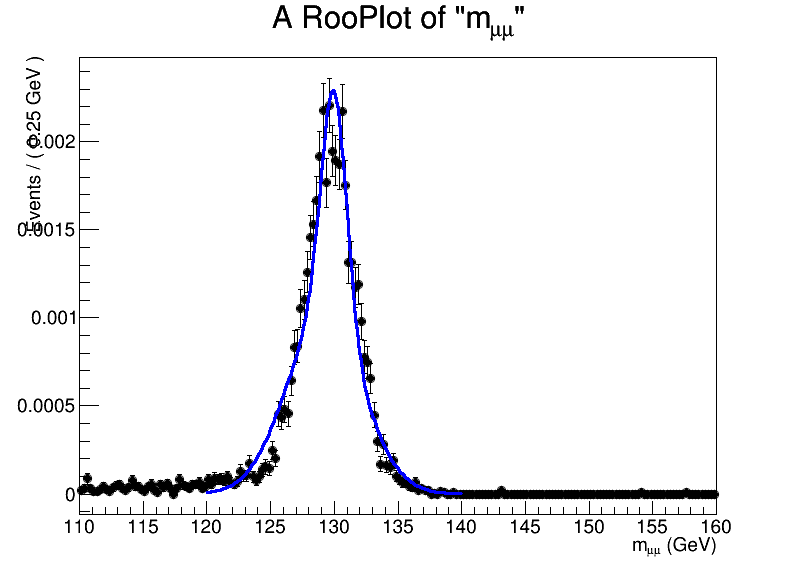 A RooPlot of "mμμ"
Events / ( 0.25 GeV )
0.002
0.0015
0.001
0.0005
0
110 115 120 125 130 135 140 145 150 155 160
mμμ (GeV)